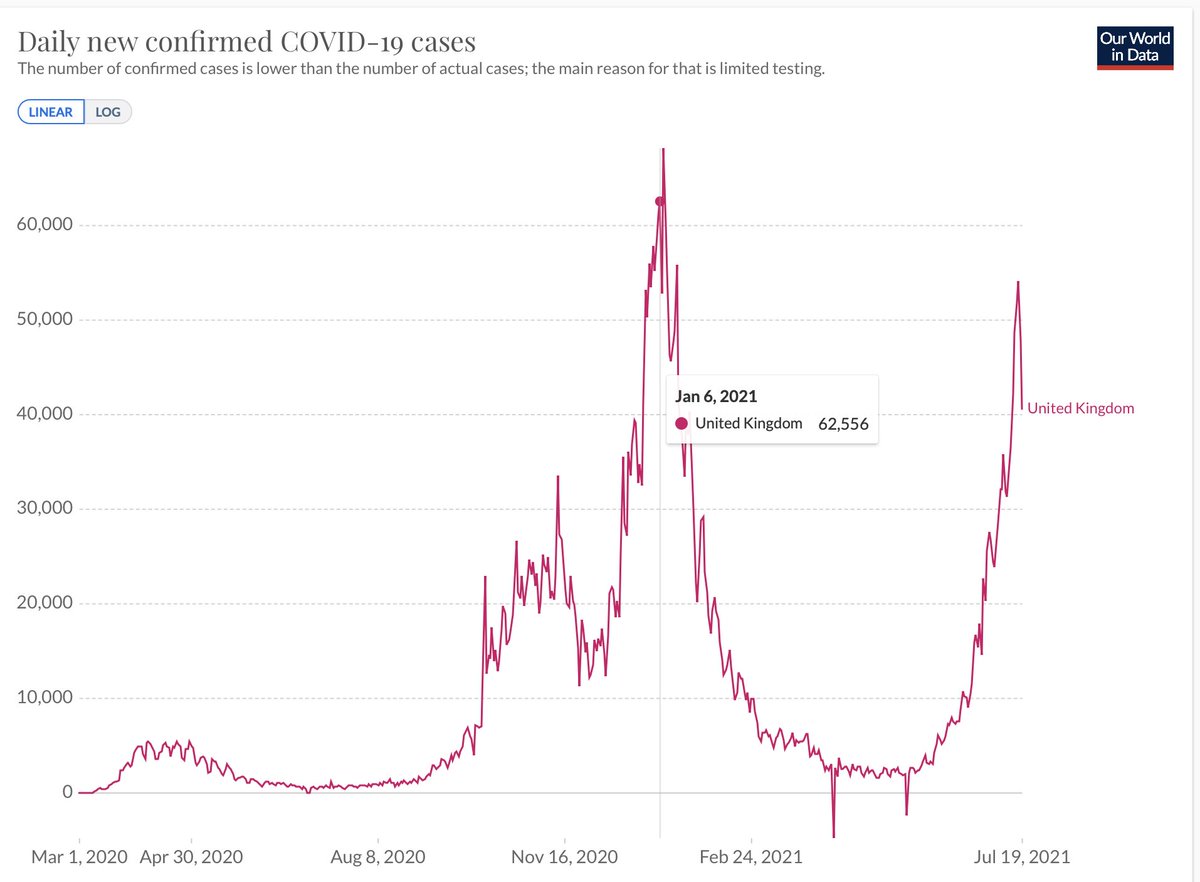 Daily new confirmed COVID-19 cases
The number of confirmed cases is lower than the number of actual cases; the main reason for that is limited testing.
Our World
in Data
LINEAR LOG
60,000
50,000
40,000
30,000
20,000
10,000
0
Jan 6, 2021
United Kingdom 62,556
United Kingdom
Mar 1, 2020 Apr 30, 2020 Aug 8, 2020 Nov 16, 2020 Feb 24, 2021 Jul 19, 2021